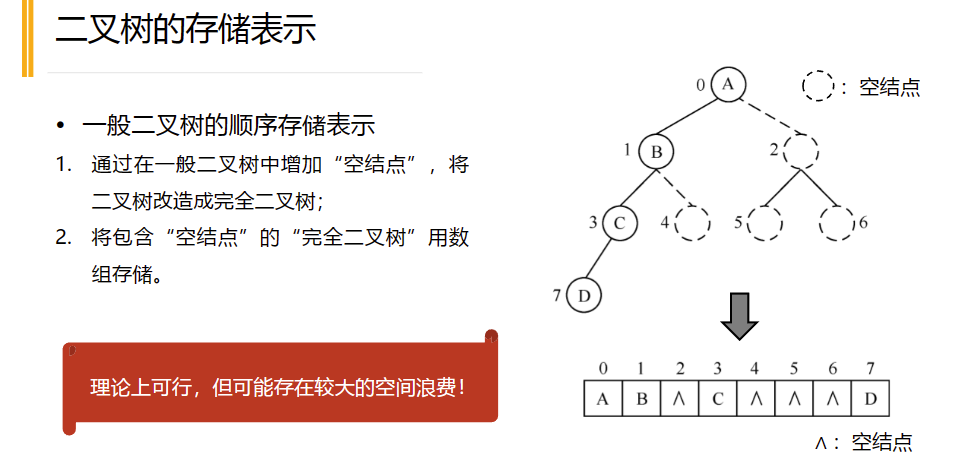 二叉树的存储表示
• 一般二叉树的顺序存储表示
1. 通过在一般二叉树中增加“空结点”，将
二叉树改造成完全二叉树；
2. 将包含“空结点”的“完全二叉树”用数
组存储。
理论上可行，但可能存在较大的空间浪费！
0 A
：空结点
1 B 2
3 C 4 5 6
7 D
0 1 2 3 4 5 6 7
A B ∧ C ∧ ∧ ∧ D
∧：空结点